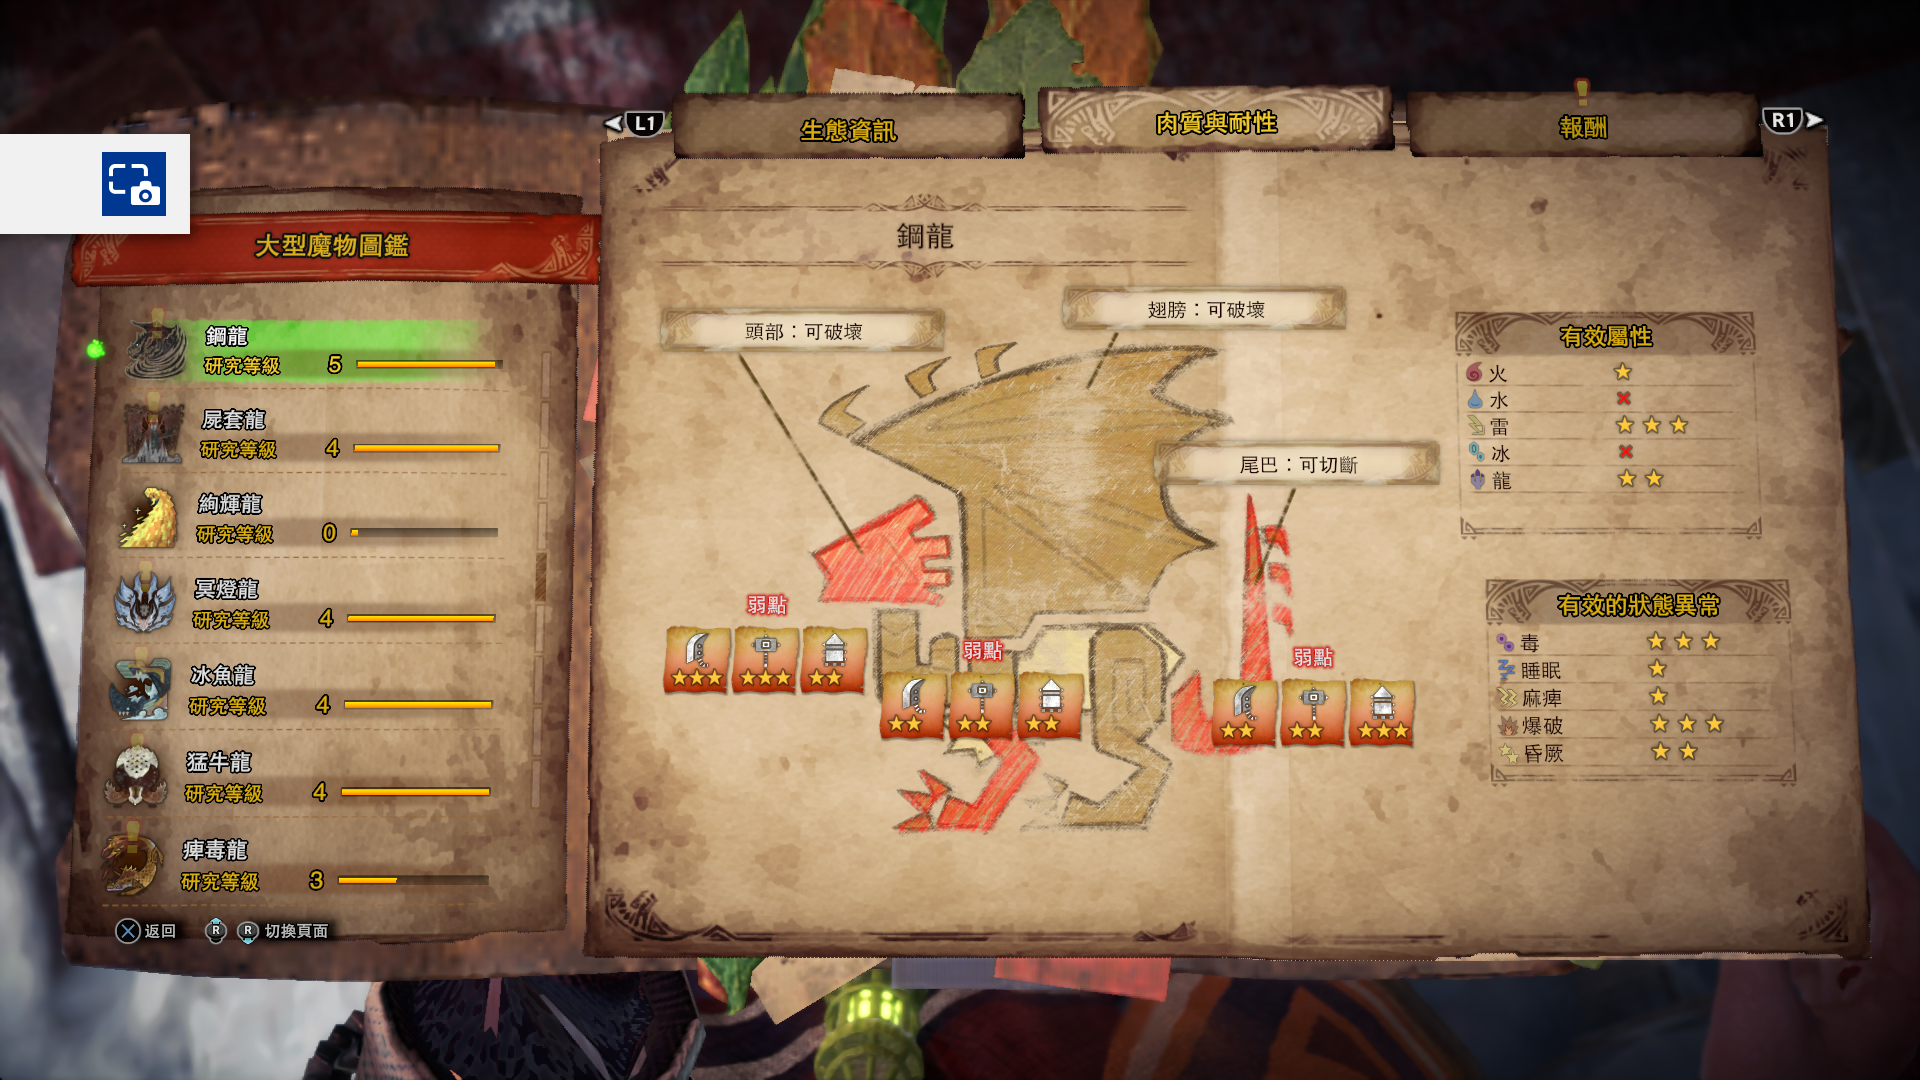 L1
生態資訊
肉質與耐性
報酬
R1
大型魔物圖鑑
鋼龍
研究等級 5
屍套龍
研究等級 4
絢輝龍
研究等級 0
冥燈龍
研究等級 4
冰魚龍
研究等級 4
猛牛龍
研究等級 4
痺毒龍
研究等級 3
返回 R R 切換頁面
鋼龍
頭部：可破壞
翅膀：可破壞
尾巴：可切斷
弱點
弱點
弱點
有效屬性
火
水
雷
冰
龍
有效的狀態異常
毒
睡眠
麻痺
爆破
昏厥